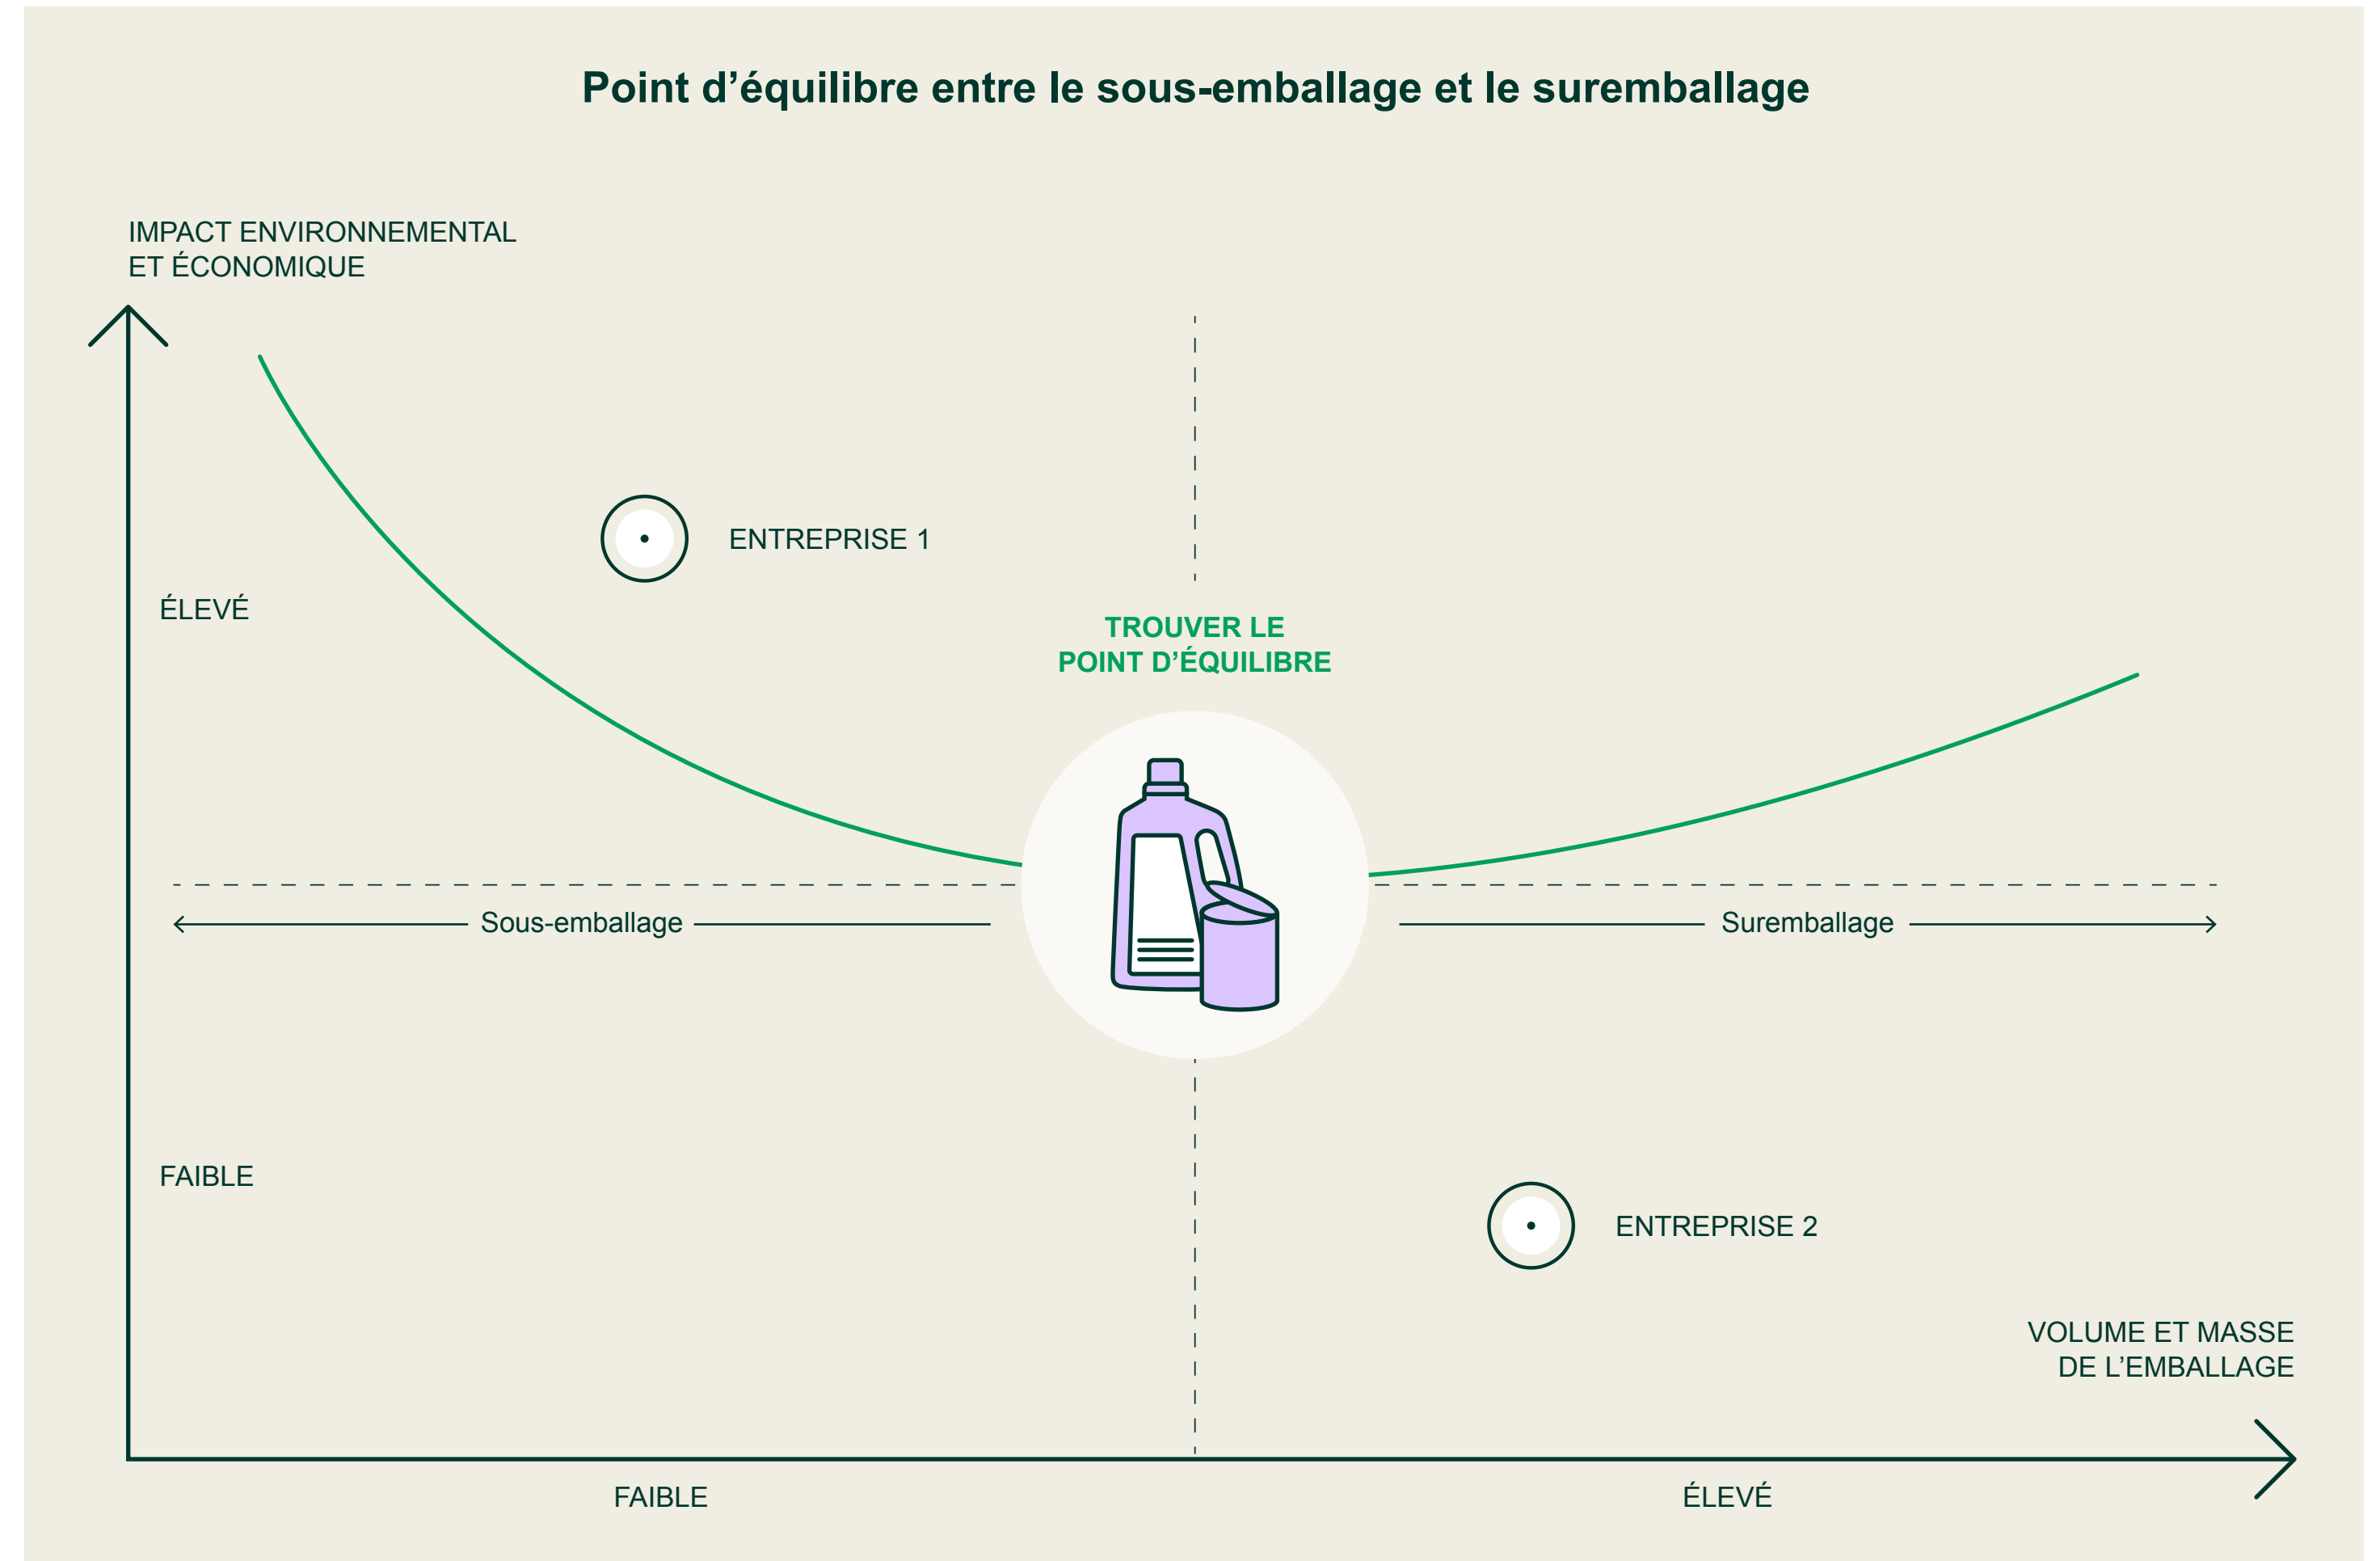 Point d’équilibre entre le sous-emballage et le suremballage
IMPACT ENVIRONNEMENTAL
ET ÉCONOMIQUE
ENTREPRISE 1
ÉLEVÉ
TROUVER LE
POINT D’ÉQUILIBRE
Sous-emballage
Suremballage
FAIBLE
ENTREPRISE 2
VOLUME ET MASSE
DE L’EMBALLAGE
FAIBLE
ÉLEVÉ